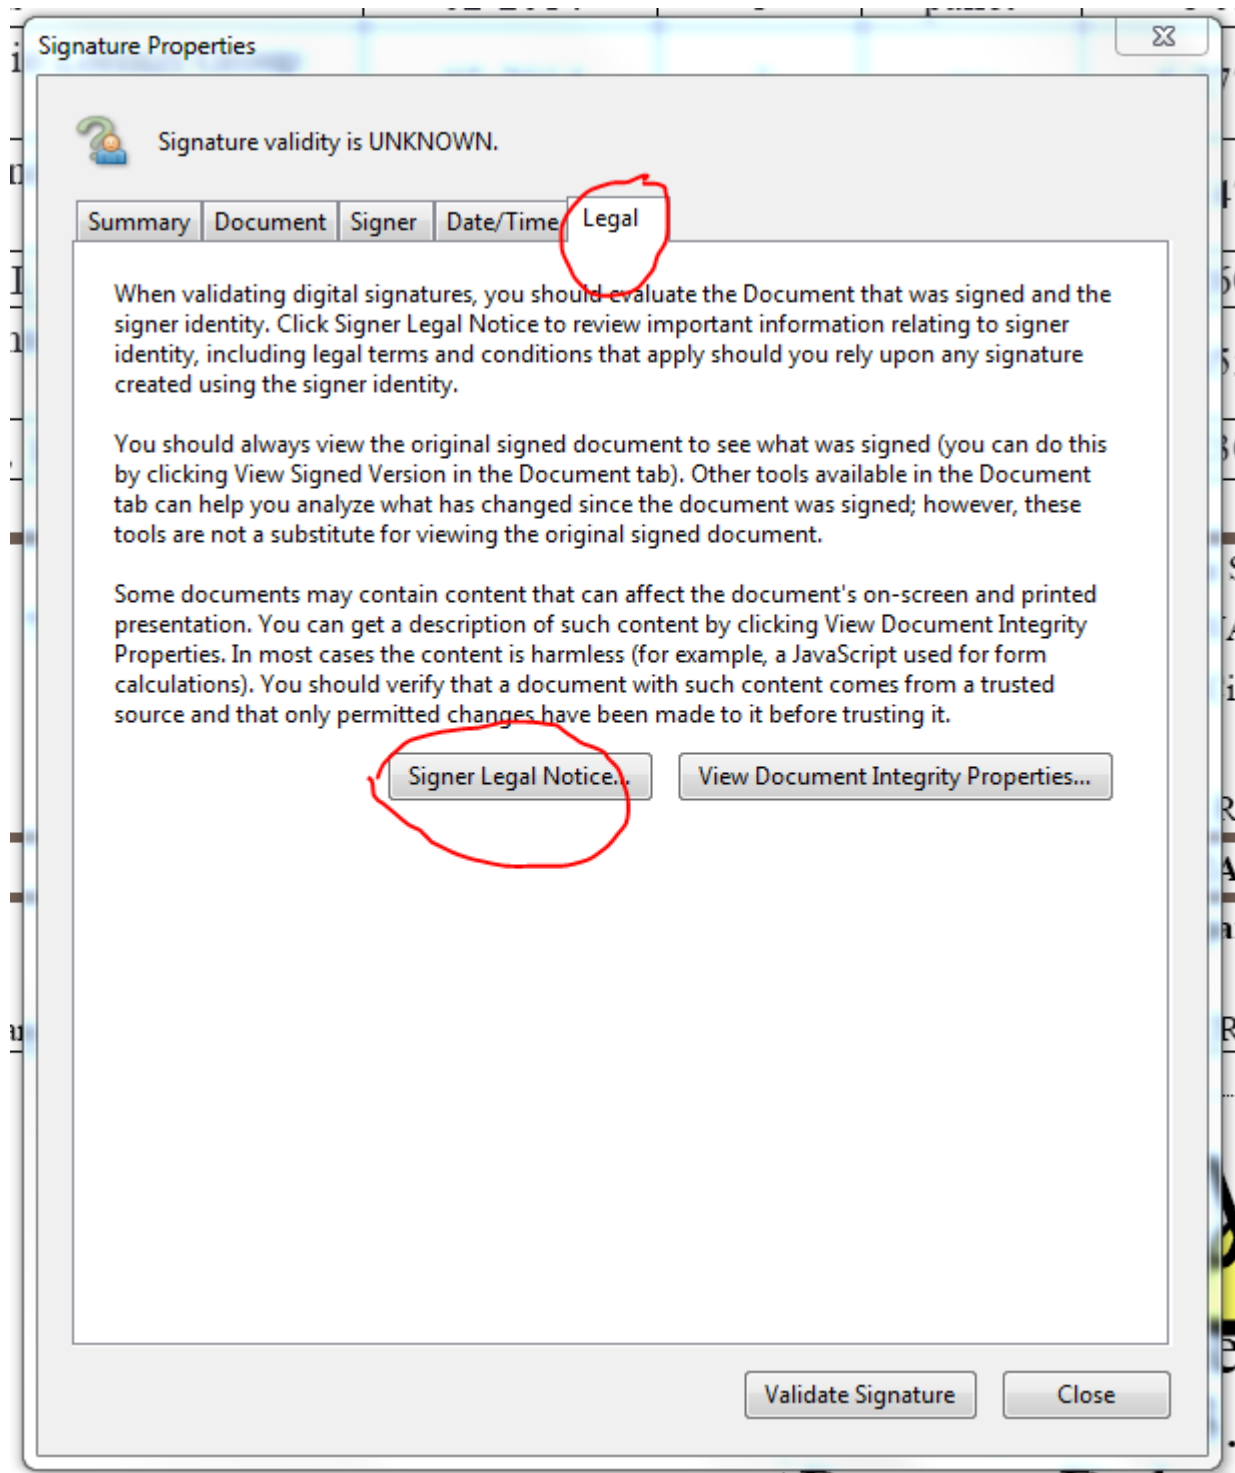 Signature Properties
Signature validity is UNKNOWN.
Summary Document Signer Date/Time Legal
When validating digital signatures, you should evaluate the Document that was signed and the
signer identity. Click Signer Legal Notice to review important information relating to signer
identity, including legal terms and conditions that apply should you rely upon any signature
created using the signer identity.
You should always view the original signed document to see what was signed (you can do this
by clicking View Signed Version in the Document tab). Other tools available in the Document
tab can help you analyze what has changed since the document was signed; however, these
tools are not a substitute for viewing the original signed document.
Some documents may contain content that can affect the document's on-screen and printed
presentation. You can get a description of such content by clicking View Document Integrity
Properties. In most cases the content is harmless (for example, a JavaScript used for form
calculations). You should verify that a document with such content comes from a trusted
source and that only permitted changes have been made to it before trusting it.
Signer Legal Notice... View Document Integrity Properties...
Validate Signature Close